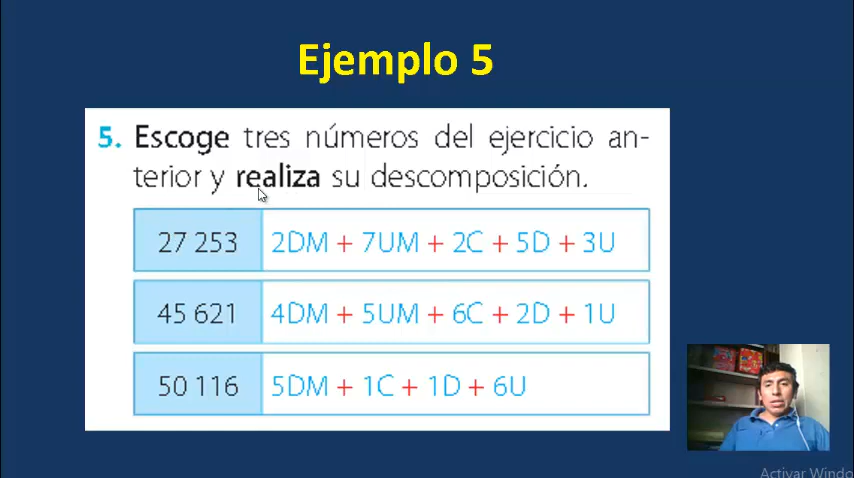 Ejemplo 5
5. Escoge tres números del ejercicio an-
terior y realiza su descomposición.
27 253 2DM + 7UM + 2C + 5D + 3U
45 621 4DM + 5UM + 6C + 2D + 1U
50 116 5DM + 1C + 1D + 6U
Activar Windo